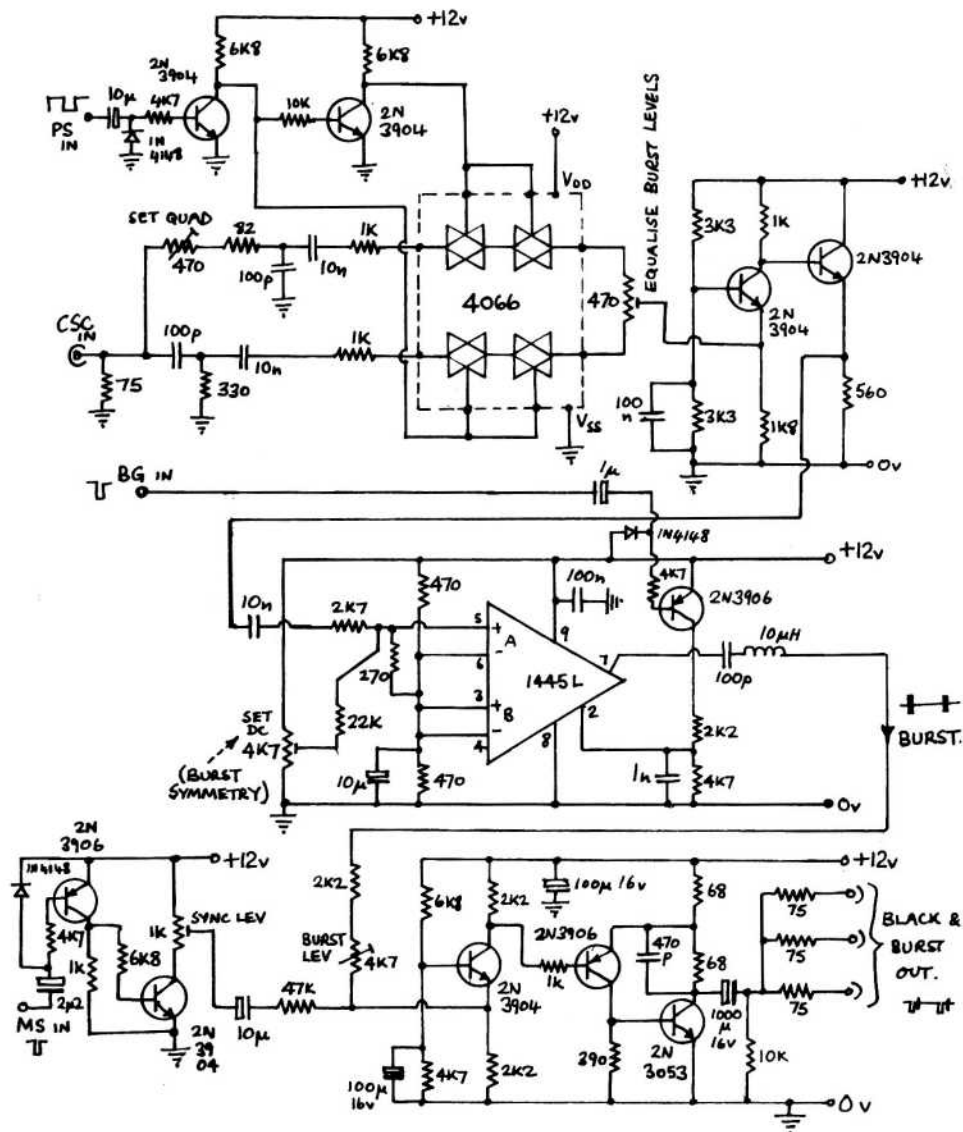 +12v
6K8
6K8
2N
3904
10µ
4K7
PS
IN
1N
4148
10K
2N
3904
+12v
VDD
EQUALISE BURST LEVELS
+12v
3K3
1K
2N3904
2N
3904
SET QUAD
470
82
100p
10n
1K
4066
470
CSC
IN
100p
10n
1K
75
330
VSS
100
n
3K3
1K8
560
0v
BG IN
1µ
1N4148
+12v
4K7
2N3906
470
100n
10n
2K7
5
+
A
-
6
9
7
10µH
100p
270
1445L
3
+
B
-
4
2
8
22K
SET
DC
4K7
(BURST
SYMMETRY)
10µ
470
2K2
1n
4K7
BURST.
0v
2N
3906
1N4148
+12v
4K7
1K
6K8
1K
SYNC LEV
2µ2
MS IN
2N
39
04
10µ
47K
2K2
BURST
LEV
4K7
6K8
2K2
100µ 16v
+12v
68
2N3906
470
P
1K
68
2N
3904
75
75
75
BLACK &
BURST
OUT.
1000
µ
16v
100µ
16v
4K7
2K2
390
2N
3053
10K
0v